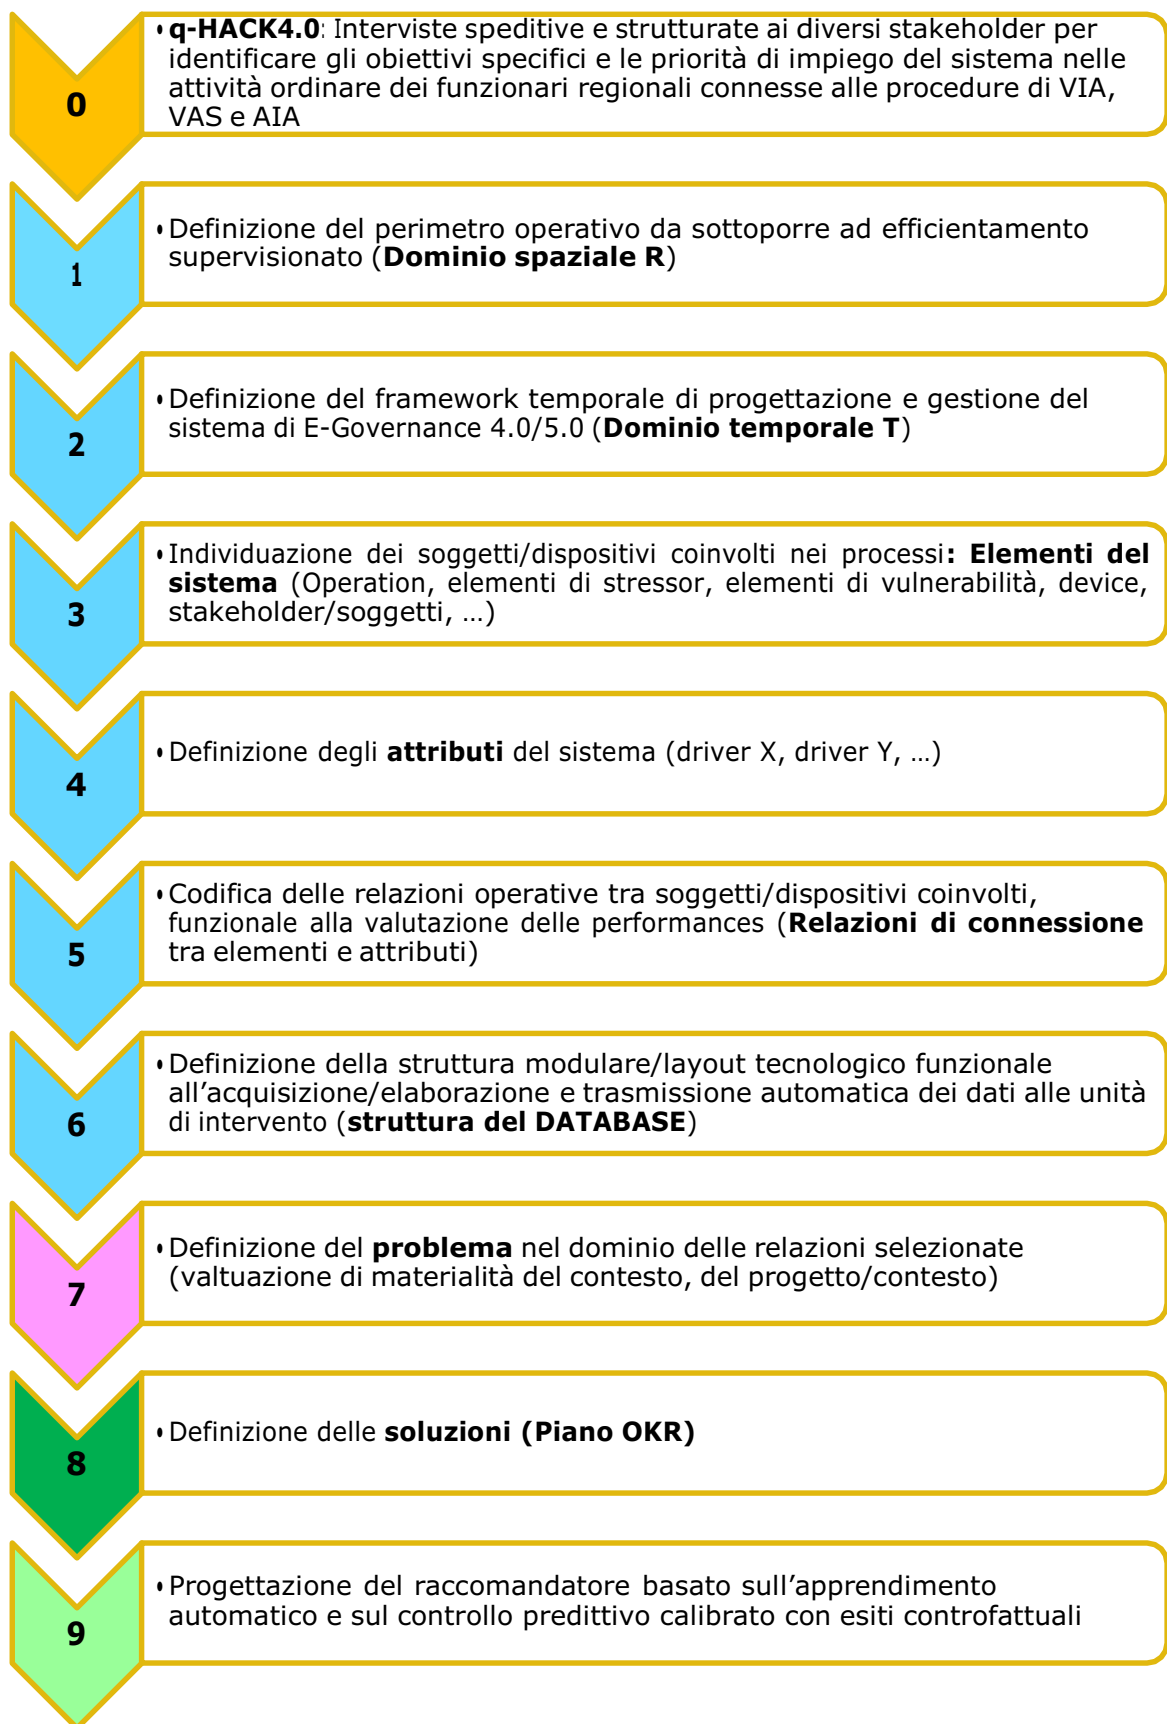 • q-HACK4.0: Interviste speditive e strutturate ai diversi stakeholder per
identificare gli obiettivi specifici e le priorità di impiego del sistema nelle
attività ordinare dei funzionari regionali connesse alle procedure di VIA,
VAS e AIA
0
• Definizione del perimetro operativo da sottoporre ad efficientamento
supervisionato (Dominio spaziale R)
1
• Definizione del framework temporale di progettazione e gestione del
sistema di E-Governance 4.0/5.0 (Dominio temporale T)
2
• Individuazione dei soggetti/dispositivi coinvolti nei processi: Elementi del
sistema (Operation, elementi di stressor, elementi di vulnerabilità, device,
stakeholder/soggetti, …)
3
• Definizione degli attributi del sistema (driver X, driver Y, …)
4
• Codifica delle relazioni operative tra soggetti/dispositivi coinvolti,
funzionale alla valutazione delle performances (Relazioni di connessione
tra elementi e attributi)
5
• Definizione della struttura modulare/layout tecnologico funzionale
all’acquisizione/elaborazione e trasmissione automatica dei dati alle unità
di intervento (struttura del DATABASE)
6
• Definizione del problema nel dominio delle relazioni selezionate
(valtuazione di materialità del contesto, del progetto/contesto)
7
• Definizione delle soluzioni (Piano OKR)
8
• Progettazione del raccomandatore basato sull’apprendimento
automatico e sul controllo predittivo calibrato con esiti controfattuali
9